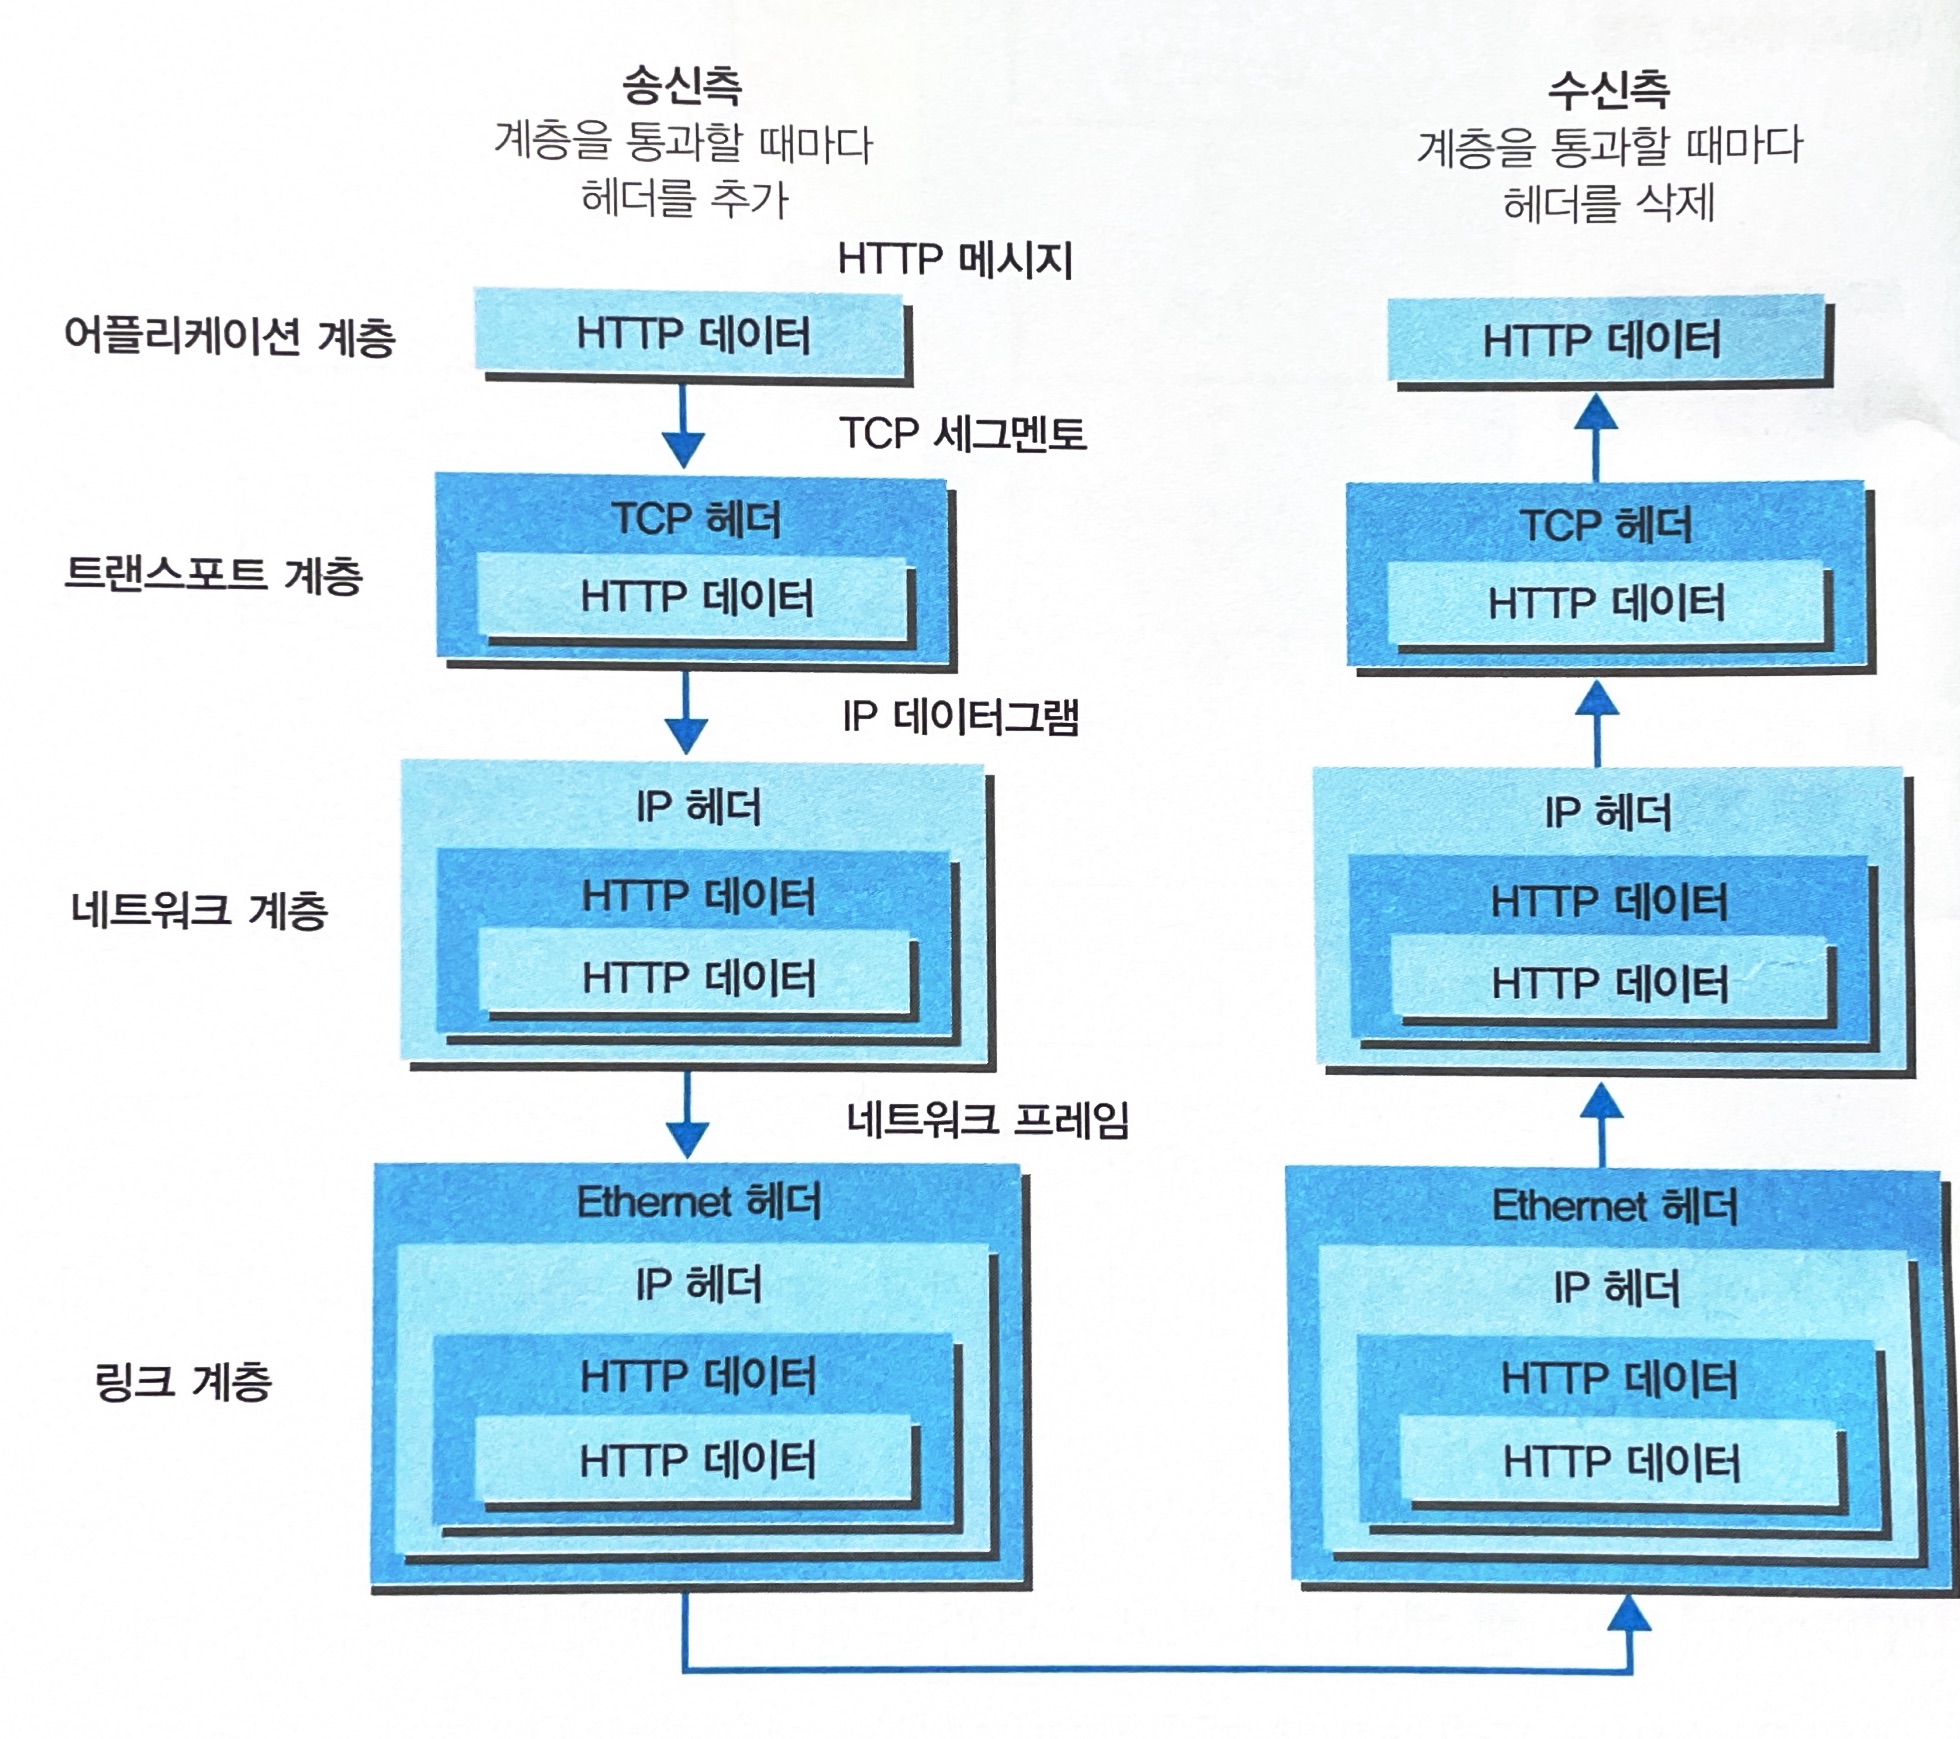 송신측
계층을 통과할 때마다
헤더를 추가
수신측
계층을 통과할 때마다
헤더를 삭제
HTTP 메시지
어플리케이션 계층
HTTP 데이터
HTTP 데이터
TCP 세그멘토
트랜스포트 계층
TCP 헤더
HTTP 데이터
TCP 헤더
HTTP 데이터
IP 데이터그램
네트워크 계층
IP 헤더
HTTP 데이터
HTTP 데이터
IP 헤더
HTTP 데이터
HTTP 데이터
네트워크 프레임
링크 계층
Ethernet 헤더
IP 헤더
HTTP 데이터
HTTP 데이터
Ethernet 헤더
IP 헤더
HTTP 데이터
HTTP 데이터